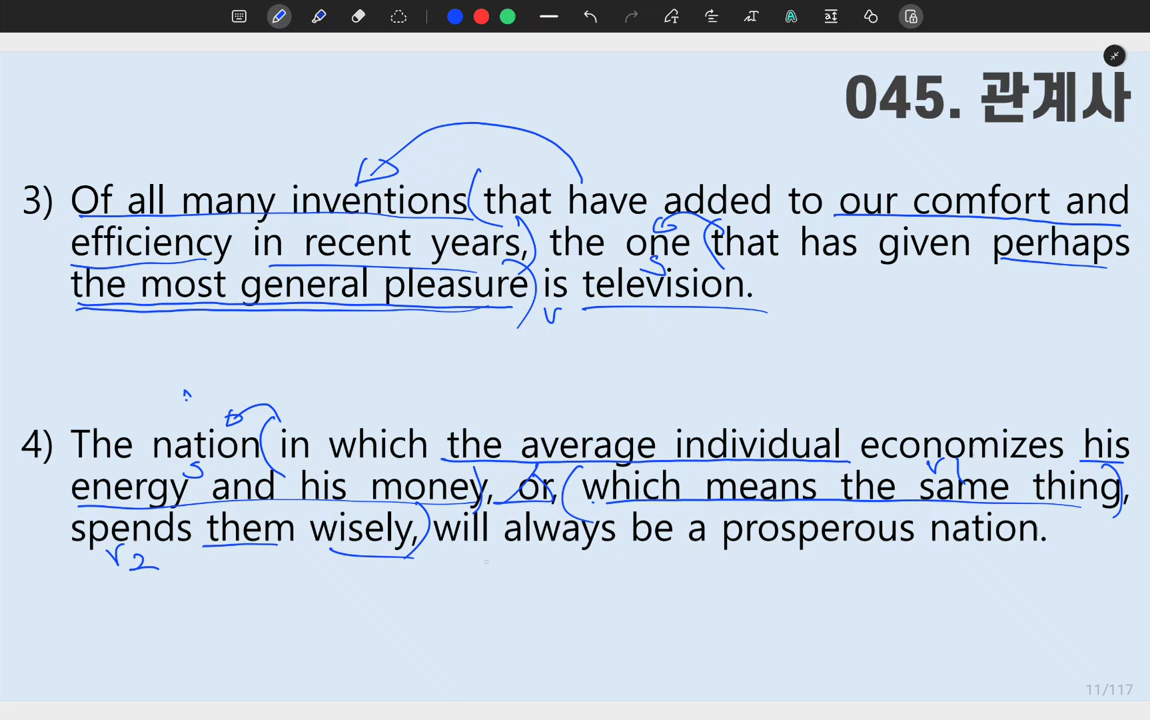 045. 관계사
3) Of all many inventions that have added to our comfort and
efficiency in recent years, the one that has given perhaps
S
the most general pleasure is television.
V
4) The nation in which the average individual economizes his
S
V1
energy and his money, or, which means the same thing,
spends them wisely, will always be a prosperous nation.
V2
11/117